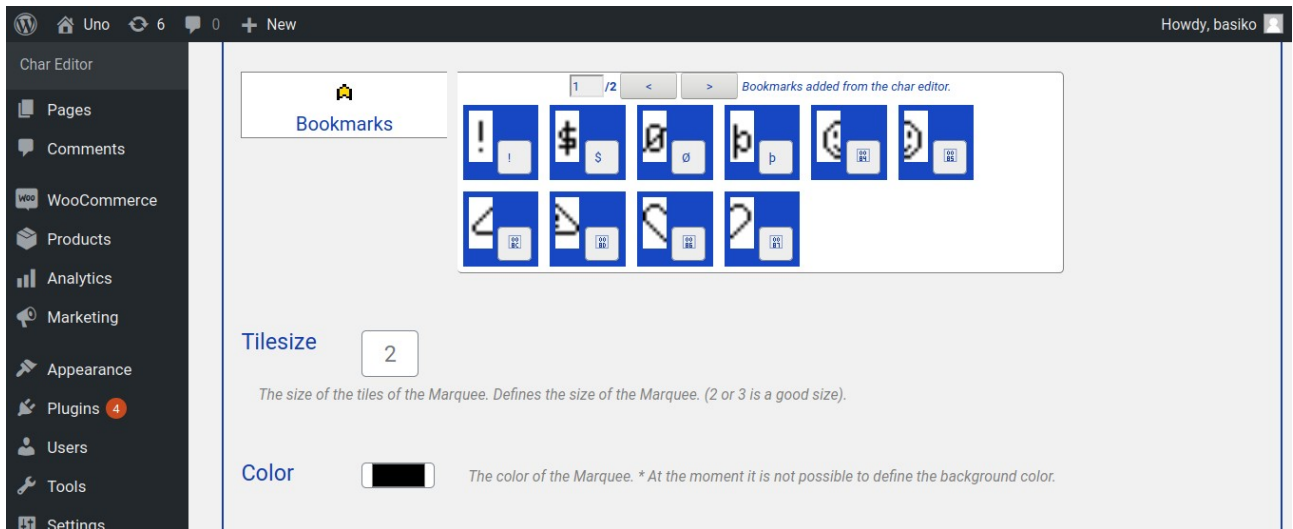 Uno 6 0 + New Howdy, basiko
Char Editor
Pages
Comments
WooCommerce
Products
Analytics
Marketing
Appearance
Plugins 4
Users
Tools
Settings
Bookmarks
1 /2 < > Bookmarks added from the char editor.
! ! $ $ Ø ø þ þ
Tilesize 2
The size of the tiles of the Marquee. Defines the size of the Marquee. (2 or 3 is a good size).
Color The color of the Marquee. * At the moment it is not possible to define the background color.